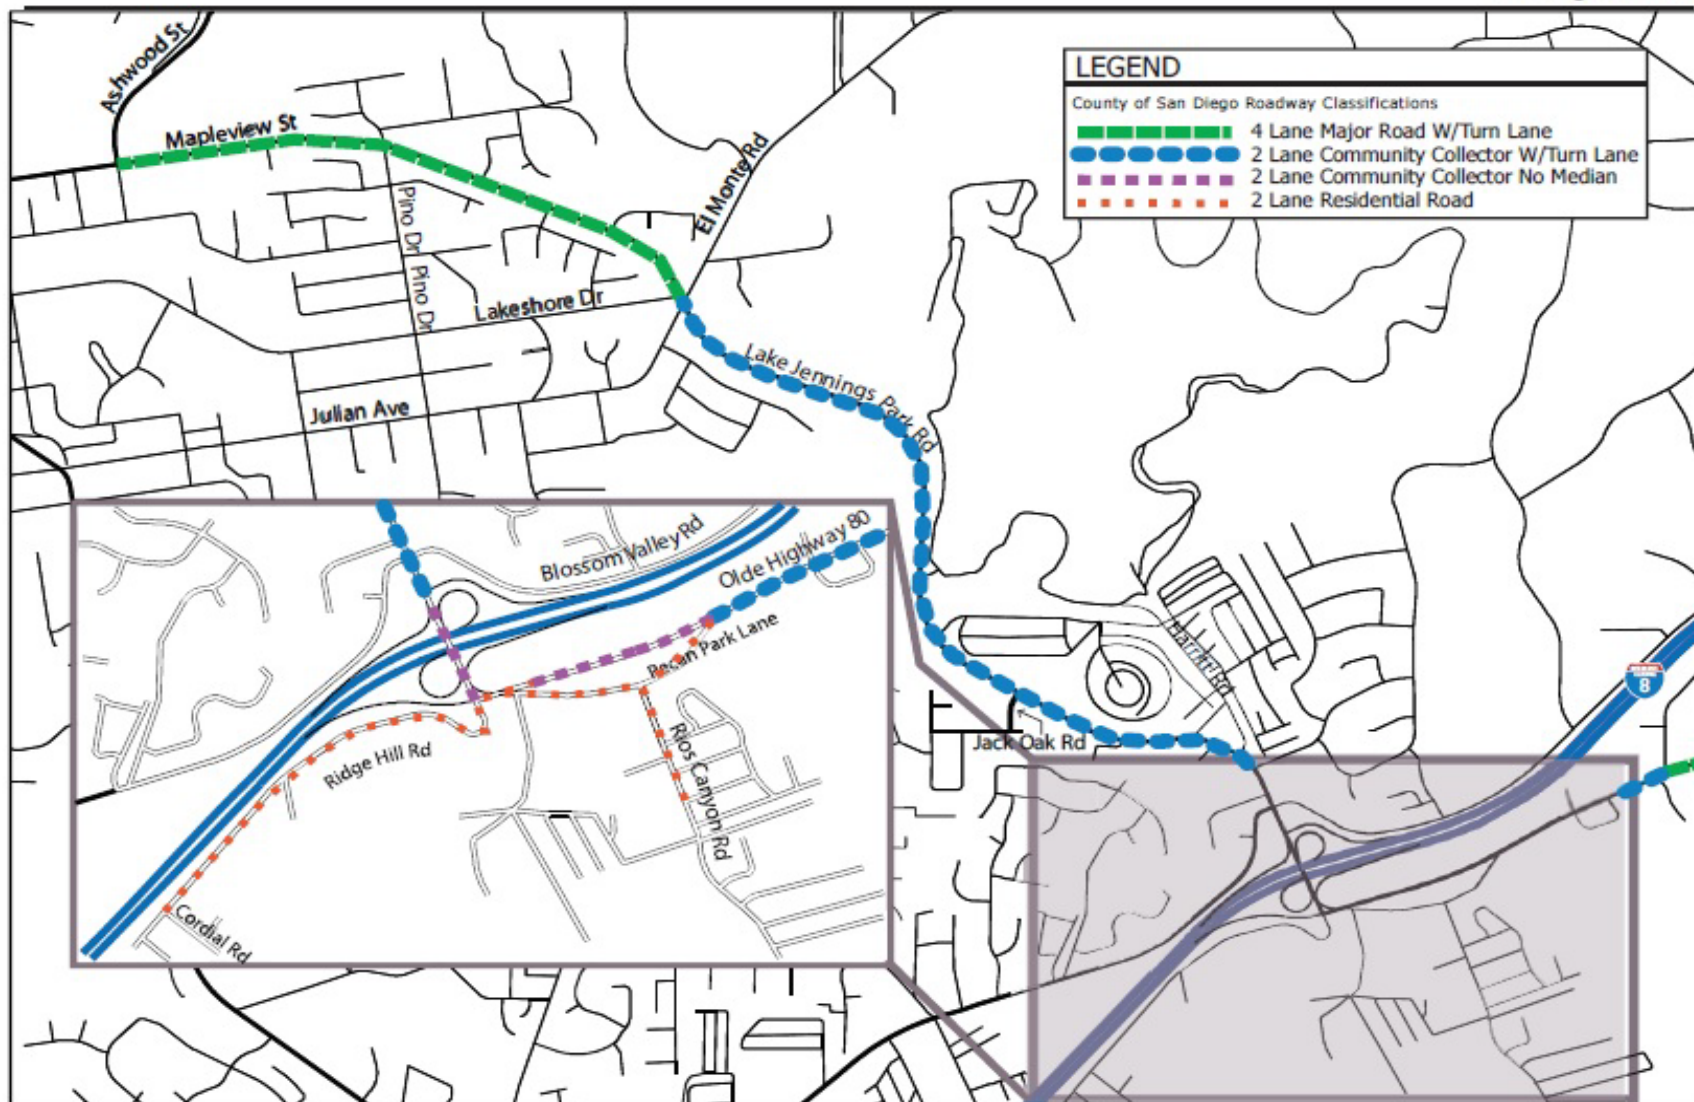 Ashwood St
Mapleview St
El Monte Rd
Pino Dr
Pino Dr
Lakeshore Dr
Julian Ave
Lake Jennings Park Rd
LEGEND
County of San Diego Roadway Classifications
4 Lane Major Road W/Turn Lane
2 Lane Community Collector W/Turn Lane
2 Lane Community Collector No Median
2 Lane Residential Road
Blossom Valley Rd
Olde Highway 80
Pecan Park Lane
Ridge Hill Rd
Rios Canyon Rd
Cordial Rd
Jack Oak Rd
Harritt Rd
8